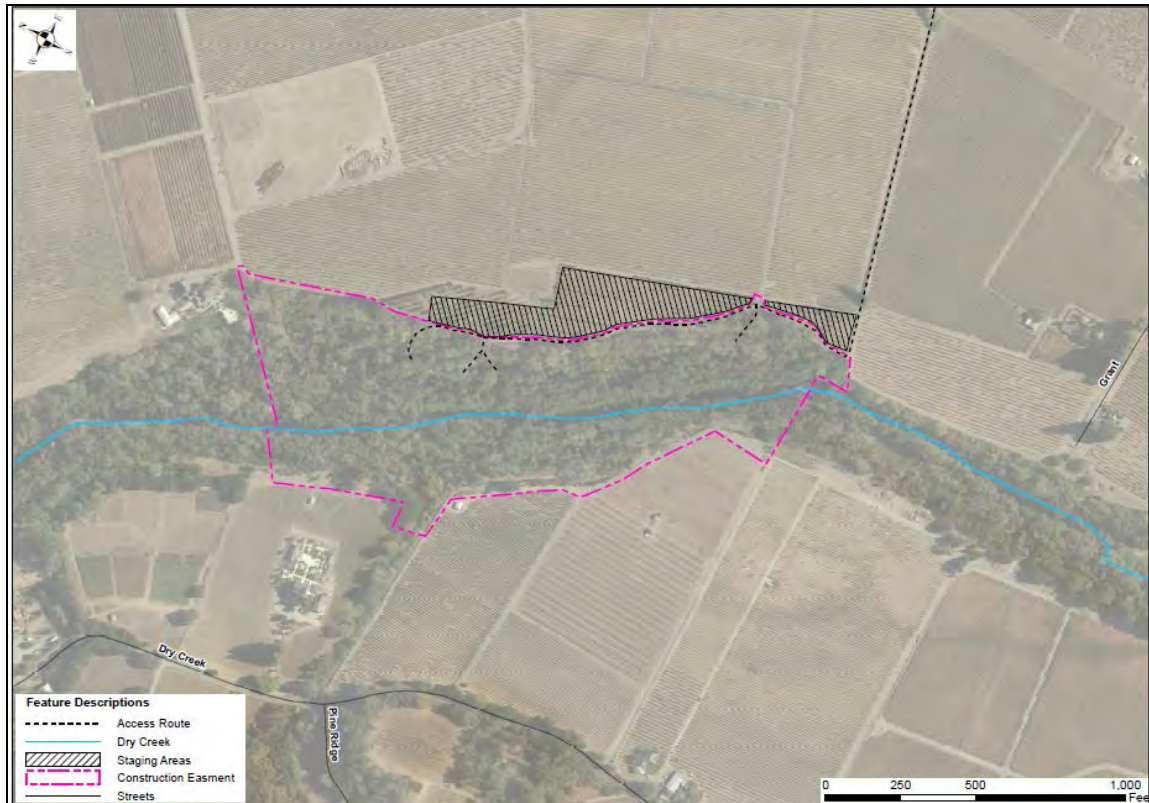 N
E
W
S
Grant
Dry Creek
Pine Ridge
Feature Descriptions
Access Route
Dry Creek
Staging Areas
Construction Easment
Streets
0 250 500 1,000
Fee